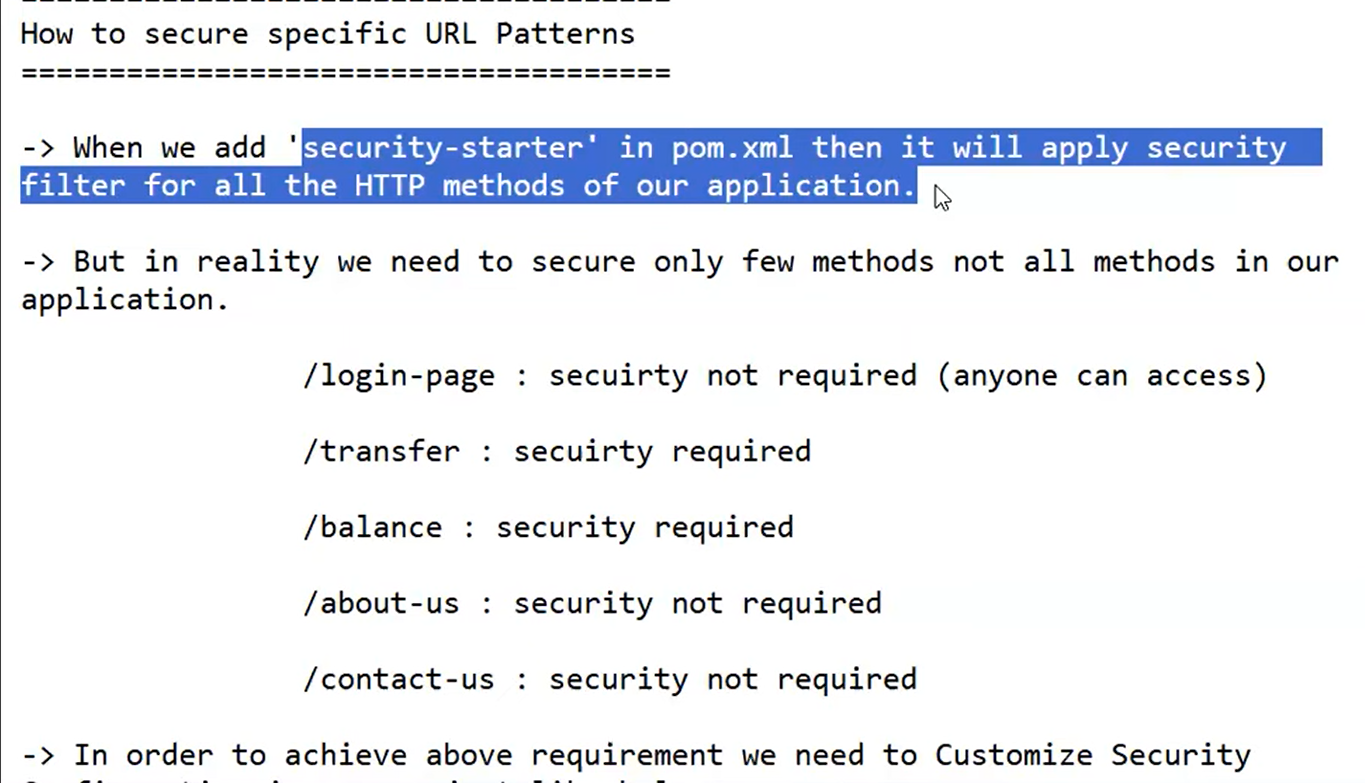 =====================================
How to secure specific URL Patterns
=====================================
-> When we add 'security-starter' in pom.xml then it will apply security
filter for all the HTTP methods of our application.
-> But in reality we need to secure only few methods not all methods in our
application.
/login-page : secuirty not required (anyone can access)
/transfer : secuirty required
/balance : security required
/about-us : security not required
/contact-us : security not required
-> In order to achieve above requirement we need to Customize Security